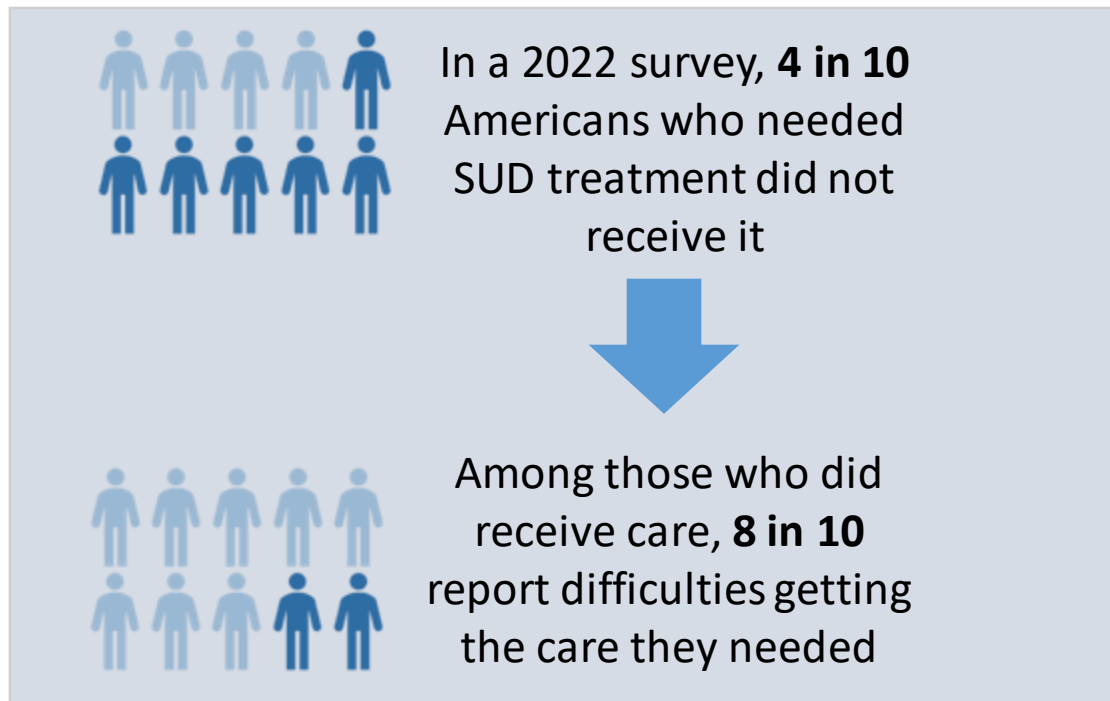 In a 2022 survey, 4 in 10
Americans who needed
SUD treatment did not
receive it
Among those who did
receive care, 8 in 10
report difficulties getting
the care they needed